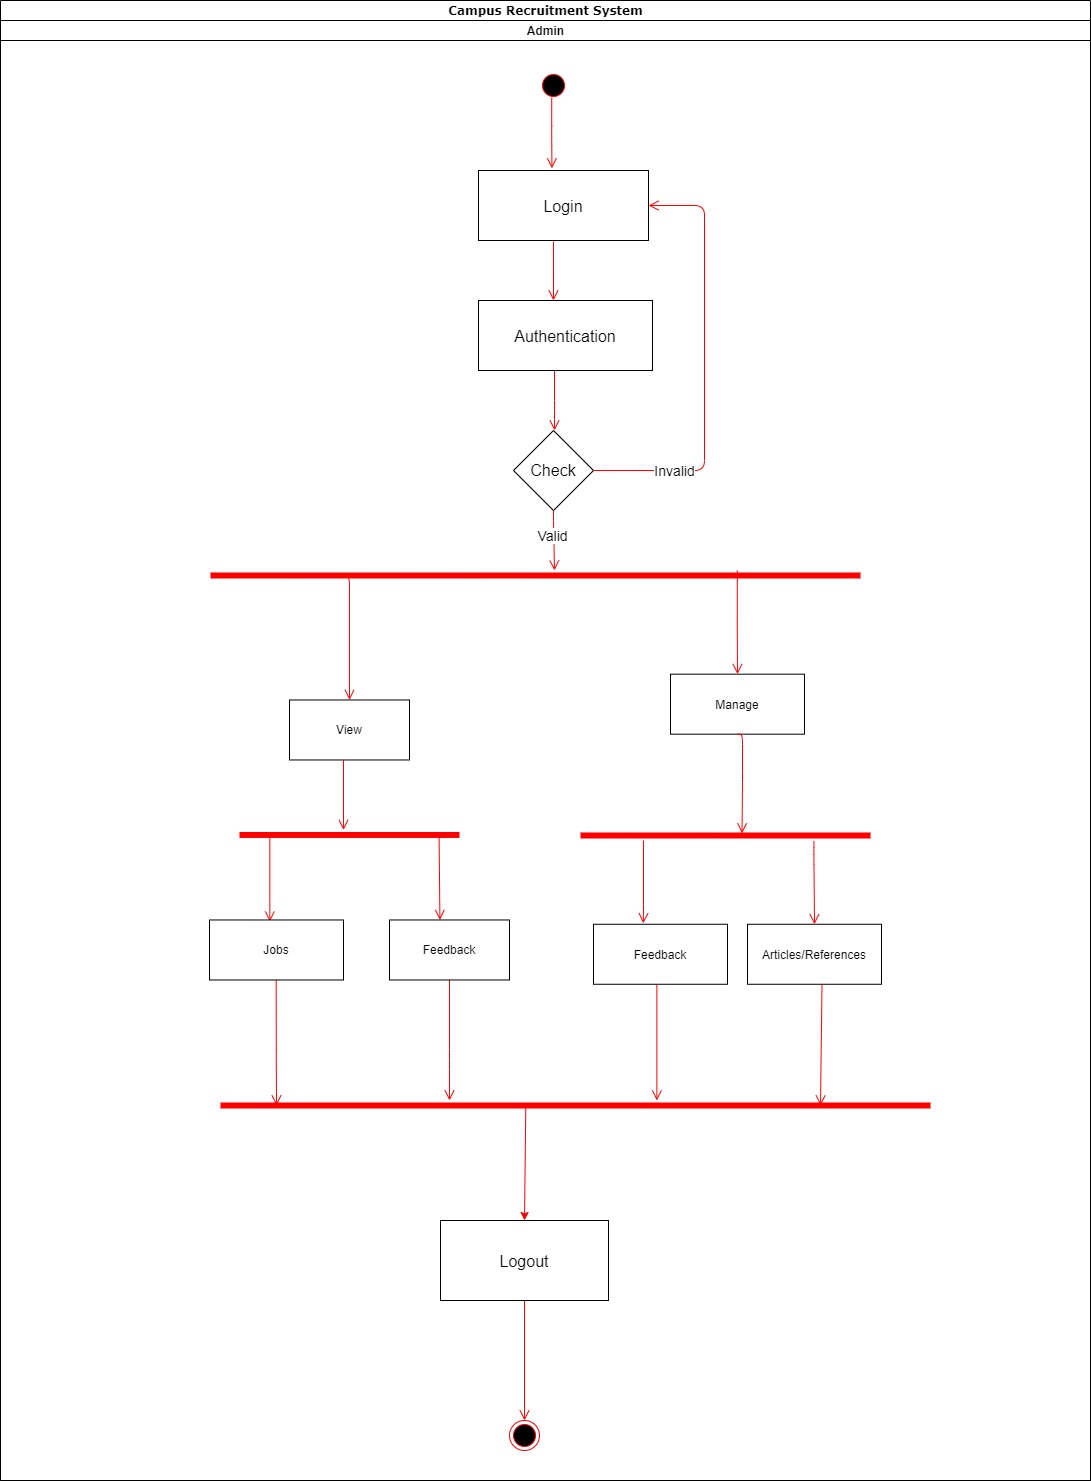 Campus Recruitment System
Admin
Login
Authentication
Check
Invalid
Valid
View
Manage
Jobs
Feedback
Feedback
Articles/References
Logout